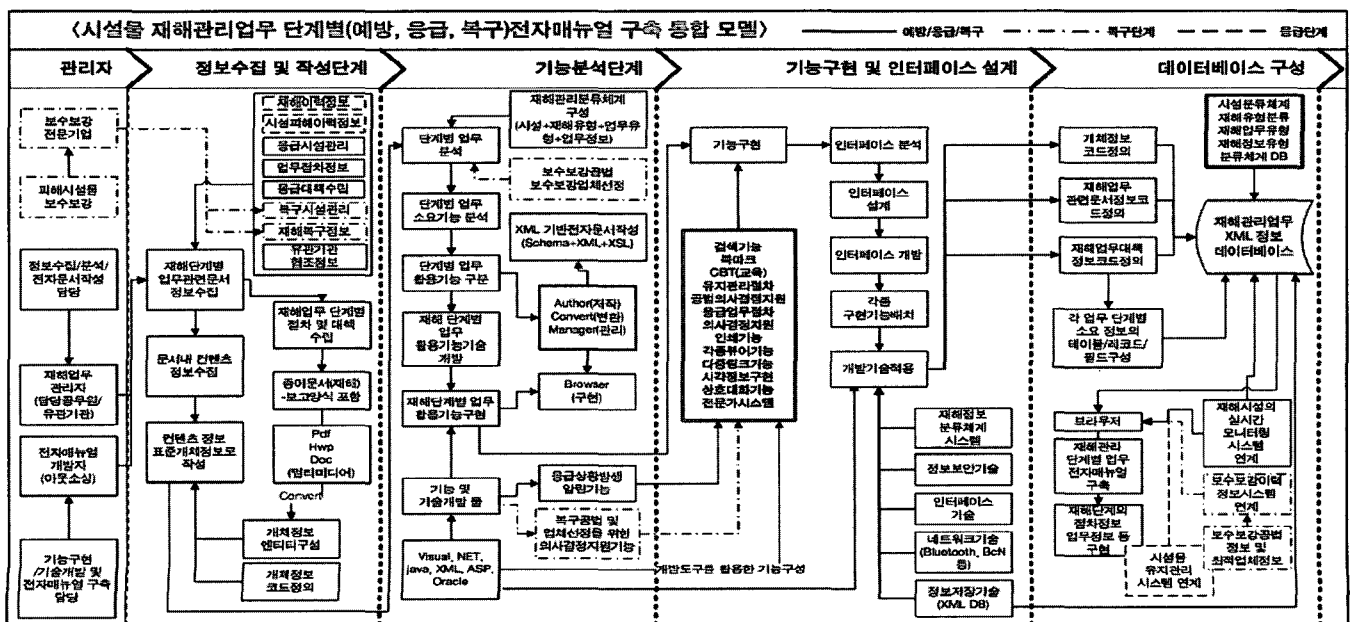 <시설물 재해관리업무 단계별(예방, 응급, 복구)전자매뉴얼 구축 통합 모델>
예방/응급/복구
복구단계
응급단계
관리자
정보수집 및 작성단계
기능분석단계
기능구현 및 인터페이스 설계
데이터베이스 구성
보수보강
전문기업
피해시설물
보수보강
정보수집/분석/
전자문서작성
담당
재해업무
관리자
(담당공무원/
유관기관)
전자매뉴얼
개발자
(아웃소싱)
기능구현
/기술개발 및
전자매뉴얼 구축
담당
재해이력정보
시설피해이력정보
응급시설관리
업무절차정보
응급대책수립
복구시설관리
재해복구정보
유관기관
협조정보
재해단계별
업무관련문서
정보수집
문서내 컨텐츠
정보수집
컨텐츠 정보
표준개체정보로
작성
재해업무 단계별
절차 및 대책
수집
종이문서(재해)
-보고양식 포함
Pdf
Hwp
Doc
(멀티미디어)
Convert
개체정보
엔티티구성
개체정보
코드정의
단계별 업무
분석
단계별 업무
소요기능 분석
단계별 업무
활용기능 구분
재해 단계별
업무
활용기능기술
개발
재해단계별 업무
활용기능구현
기능 및
기술개발 툴
Visual, NET,
java, XML, ASP,
Oracle
재해관리분류체계
구성
(시설+재해유형+업무유
형+업무정보)
보수보강공법
보수보강업체선정
XML 기반전자문서작성
(Schema+XML+XSL)
Author(저작)
Convert(변환)
Manager(관리)
Browser
(구현)
응급상황발생
알림기능
복구공법 및
업체선정을 위한
의사결정지원기능
개발도구를 활용한 기능구성
기능구현
검색기능
북마크
CBT(교육)
유지관리절차
공법의사결정지원
응급업무절차
의사결정지원
인쇄기능
각종뷰어기능
다중링크기능
시각정보구현
상호대화기능
전문가시스템
인터페이스 분석
인터페이스
설계
인터페이스 개발
각종
구현기능배치
개발기술적용
재해정보
분류체계
시스템
정보보안기술
인터페이스
기술
네트워크기술
(Bluetooth, BcN
등)
정보저장기술
(XML DB)
개체정보
코드정의
재해업무
관련문서정보코
드정의
재해업무대책
정보코드정의
각 업무 단계별
소요 정보의
테이블/레코드/
필드구성
브라우저
재해관리
단계별 업무
전자매뉴얼
구축
재해단계의
절차정보
업무정보 등
구현
시설분류체계
재해유형분류
재해업무유형
재해정보유형
분류체계 DB
재해관리업무
XML 정보
데이터베이스
재해시설의
실시간
모니터링
시스템
연계
보수보강이력
정보시스템
연계
보수보강공법
정보 및
최적업체정보
시설물
유지관리
시스템 연계